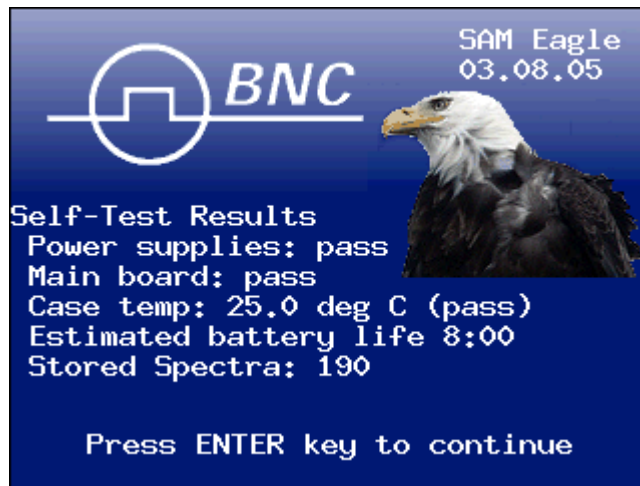 BNC
SAM Eagle
03.08.05
Self-Test Results
Power supplies: pass
Main board: pass
Case temp: 25.0 deg C (pass)
Estimated battery life 8:00
Stored Spectra: 190
Press ENTER key to continue